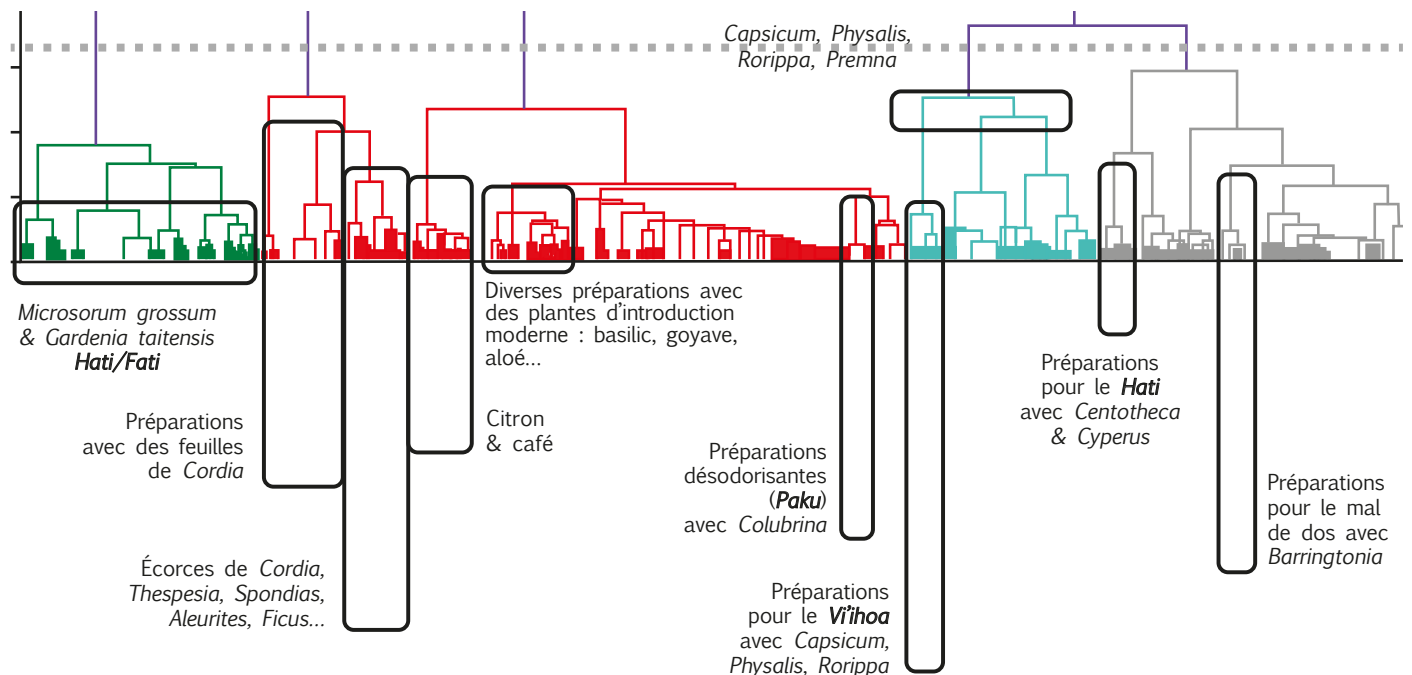 Capsicum, Physalis,
Rorippa, Premna
Microsorum grossum
& Gardenia taitensis
Hati/Fati
Diverses préparations avec
des plantes d'introduction
moderne : basilic, goyave,
aloé...
Préparations
pour le Hati
avec Centotheca
& Cyperus
Préparations
avec des feuilles
de Cordia
Citron
& café
Préparations
désodorisantes
(Paku)
avec Colubrina
Préparations
pour le mal
de dos avec
Barringtonia
Écorces de Cordia,
Thespesia, Spondias,
Aleurites, Ficus...
Préparations
pour le Vi'ihoa
avec Capsicum,
Physalis, Rorippa